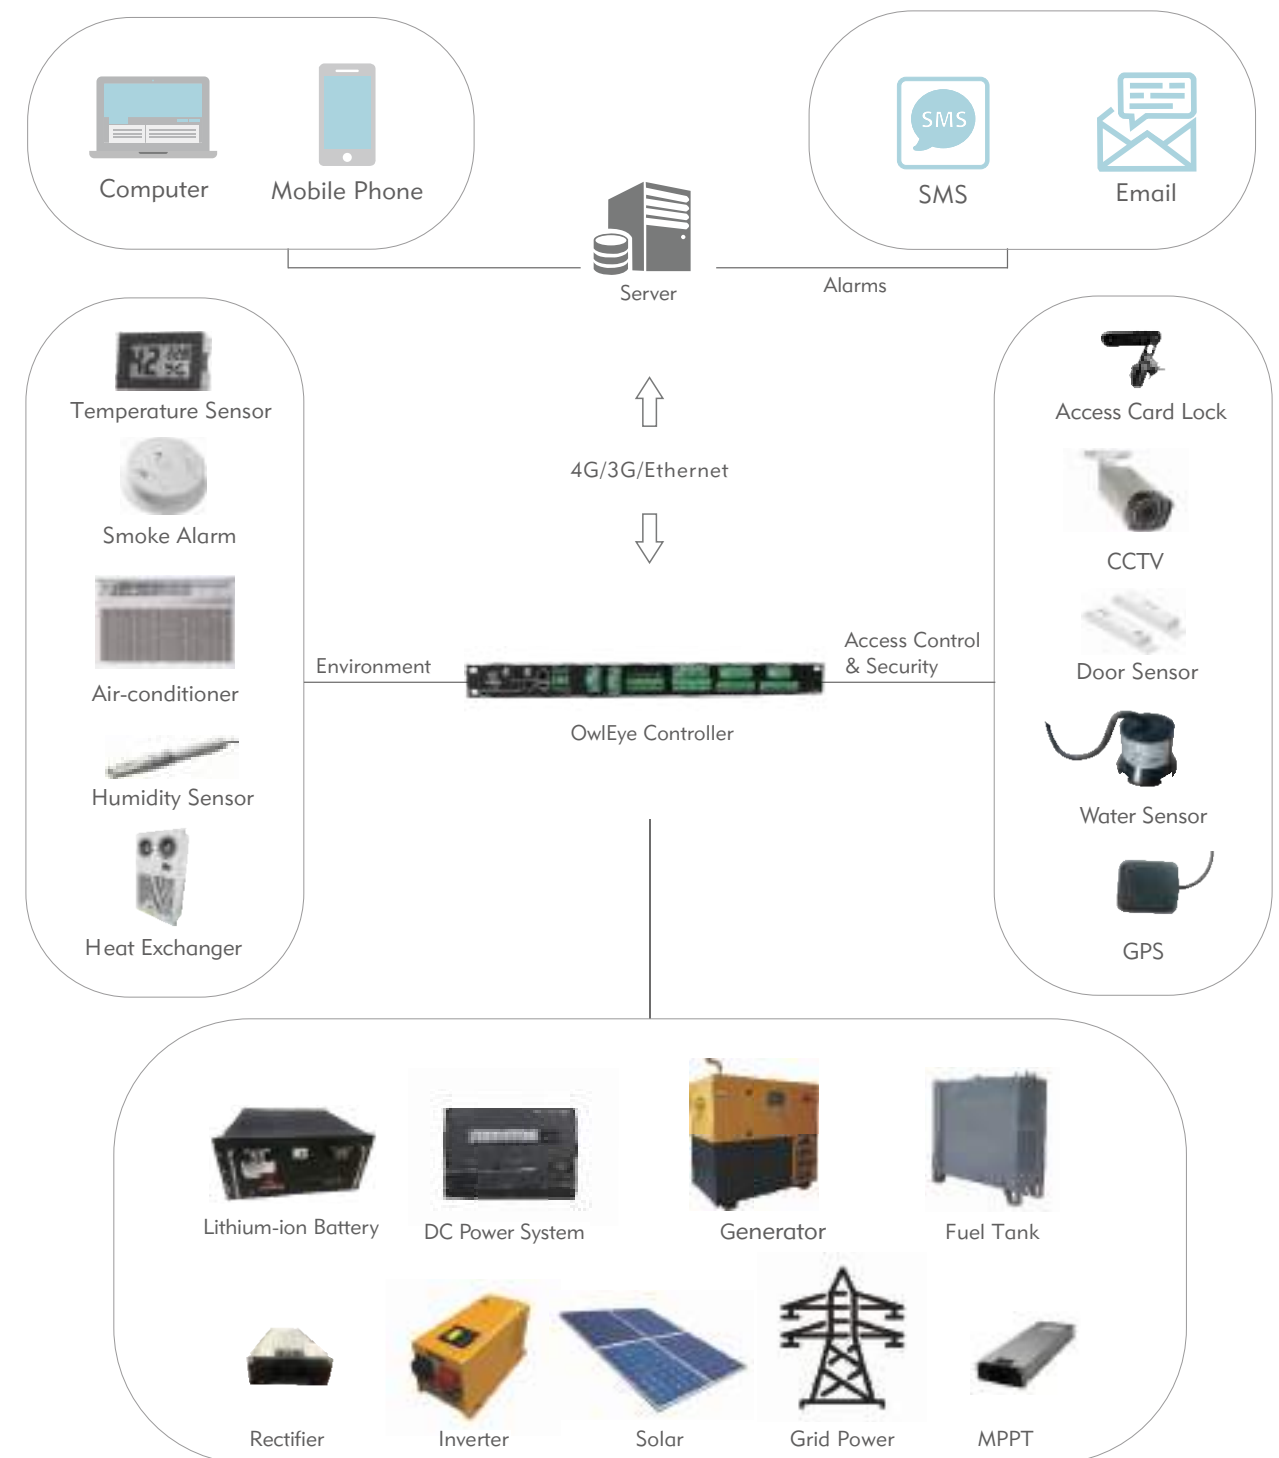 SMS
Computer
Mobile Phone
SMS
Email
Server
Alarms
Temperature Sensor
Smoke Alarm
Air-conditioner
Humidity Sensor
Heat Exchanger
4G/3G/Ethernet
Environment
Access Control
& Security
OwlEye Controller
Access Card Lock
CCTV
Door Sensor
Water Sensor
GPS
Lithium-ion Battery
DC Power System
Generator
Fuel Tank
Rectifier
Inverter
Solar
Grid Power
MPPT